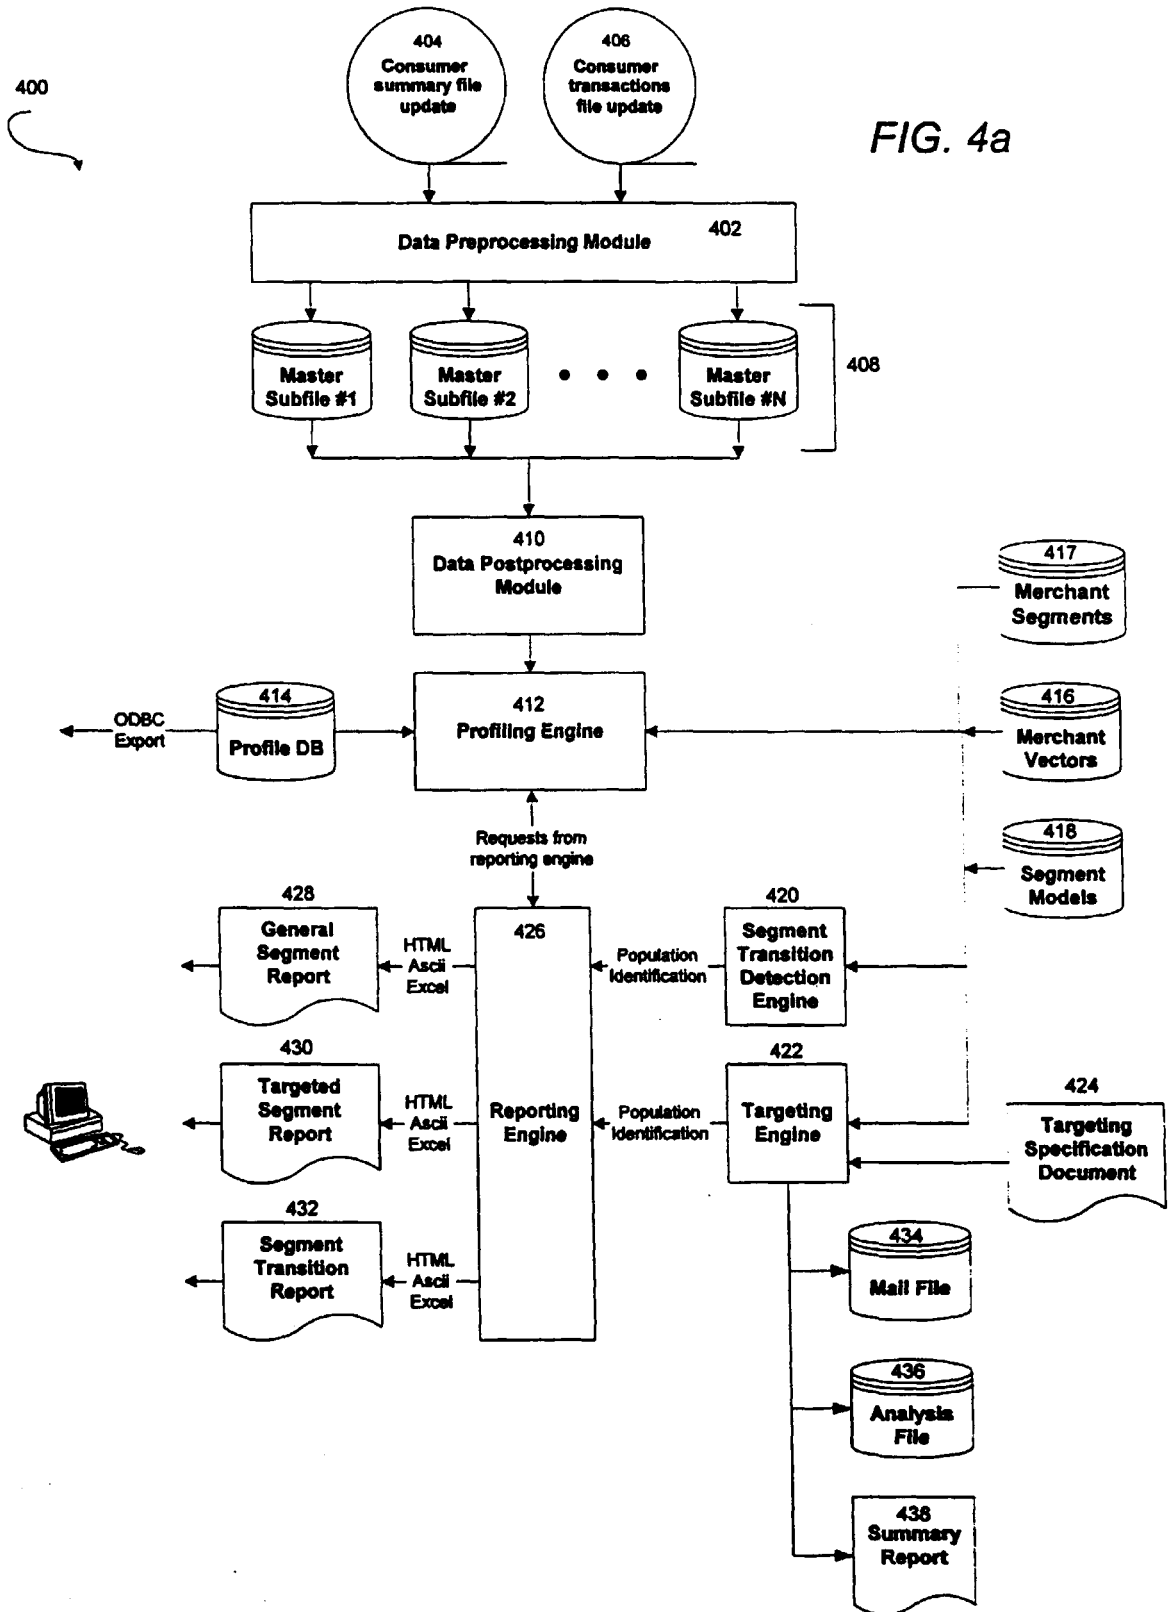 404
Consumer
summary file
update
406
Consumer
transactions
file update
400
FIG. 4a
402
Data Preprocessing Module
Master
Subfile #1
Master
Subfile #2
Master
Subfile #N
408
410
Data Postprocessing
Module
417
Merchant
Segments
414
Profile DB
ODBC
Export
412
Profiling Engine
416
Merchant
Vectors
Requests from
reporting engine
418
Segment
Models
428
General
Segment
Report
HTML
Ascii
Excel
426
Reporting
Engine
Population
Identification
420
Segment
Transition
Detection
Engine
430
Targeted
Segment
Report
HTML
Ascii
Excel
Population
Identification
422
Targeting
Engine
424
Targeting
Specification
Document
432
Segment
Transition
Report
HTML
Ascii
Excel
434
Mail File
436
Analysis
File
438
Summary
Report